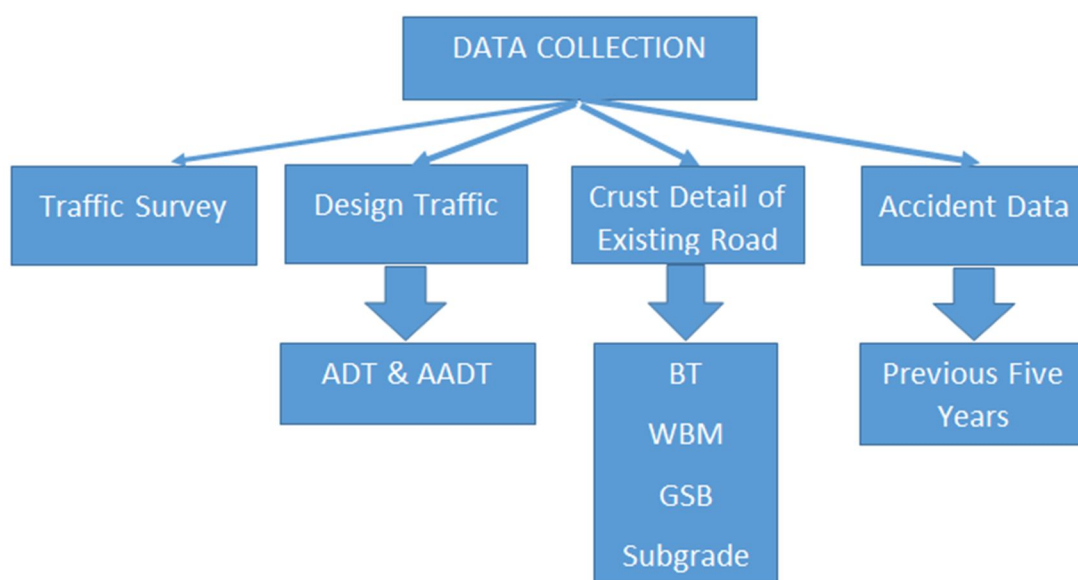 DATA COLLECTION
Traffic Survey
Design Traffic
Crust Detail of
Existing Road
Accident Data
ADT & AADT
BT
WBM
GSB
Subgrade
Previous Five
Years